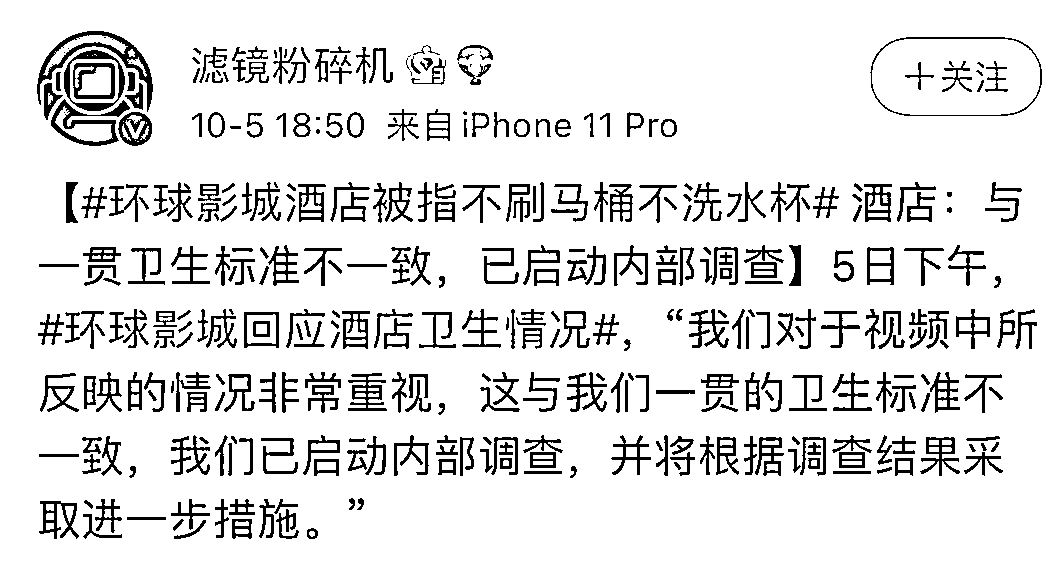 滤镜粉碎机
+关注
10-5 18:50 来自 iPhone 11 Pro
【#环球影城酒店被指不刷马桶不洗水杯# 酒店：与
一贯卫生标准不一致，已启动内部调查】5日下午，
#环球影城回应酒店卫生情况#，“我们对于视频中所
反映的情况非常重视，这与我们一贯的卫生标准不
一致，我们已启动内部调查，并将根据调查结果采
取进一步措施。”